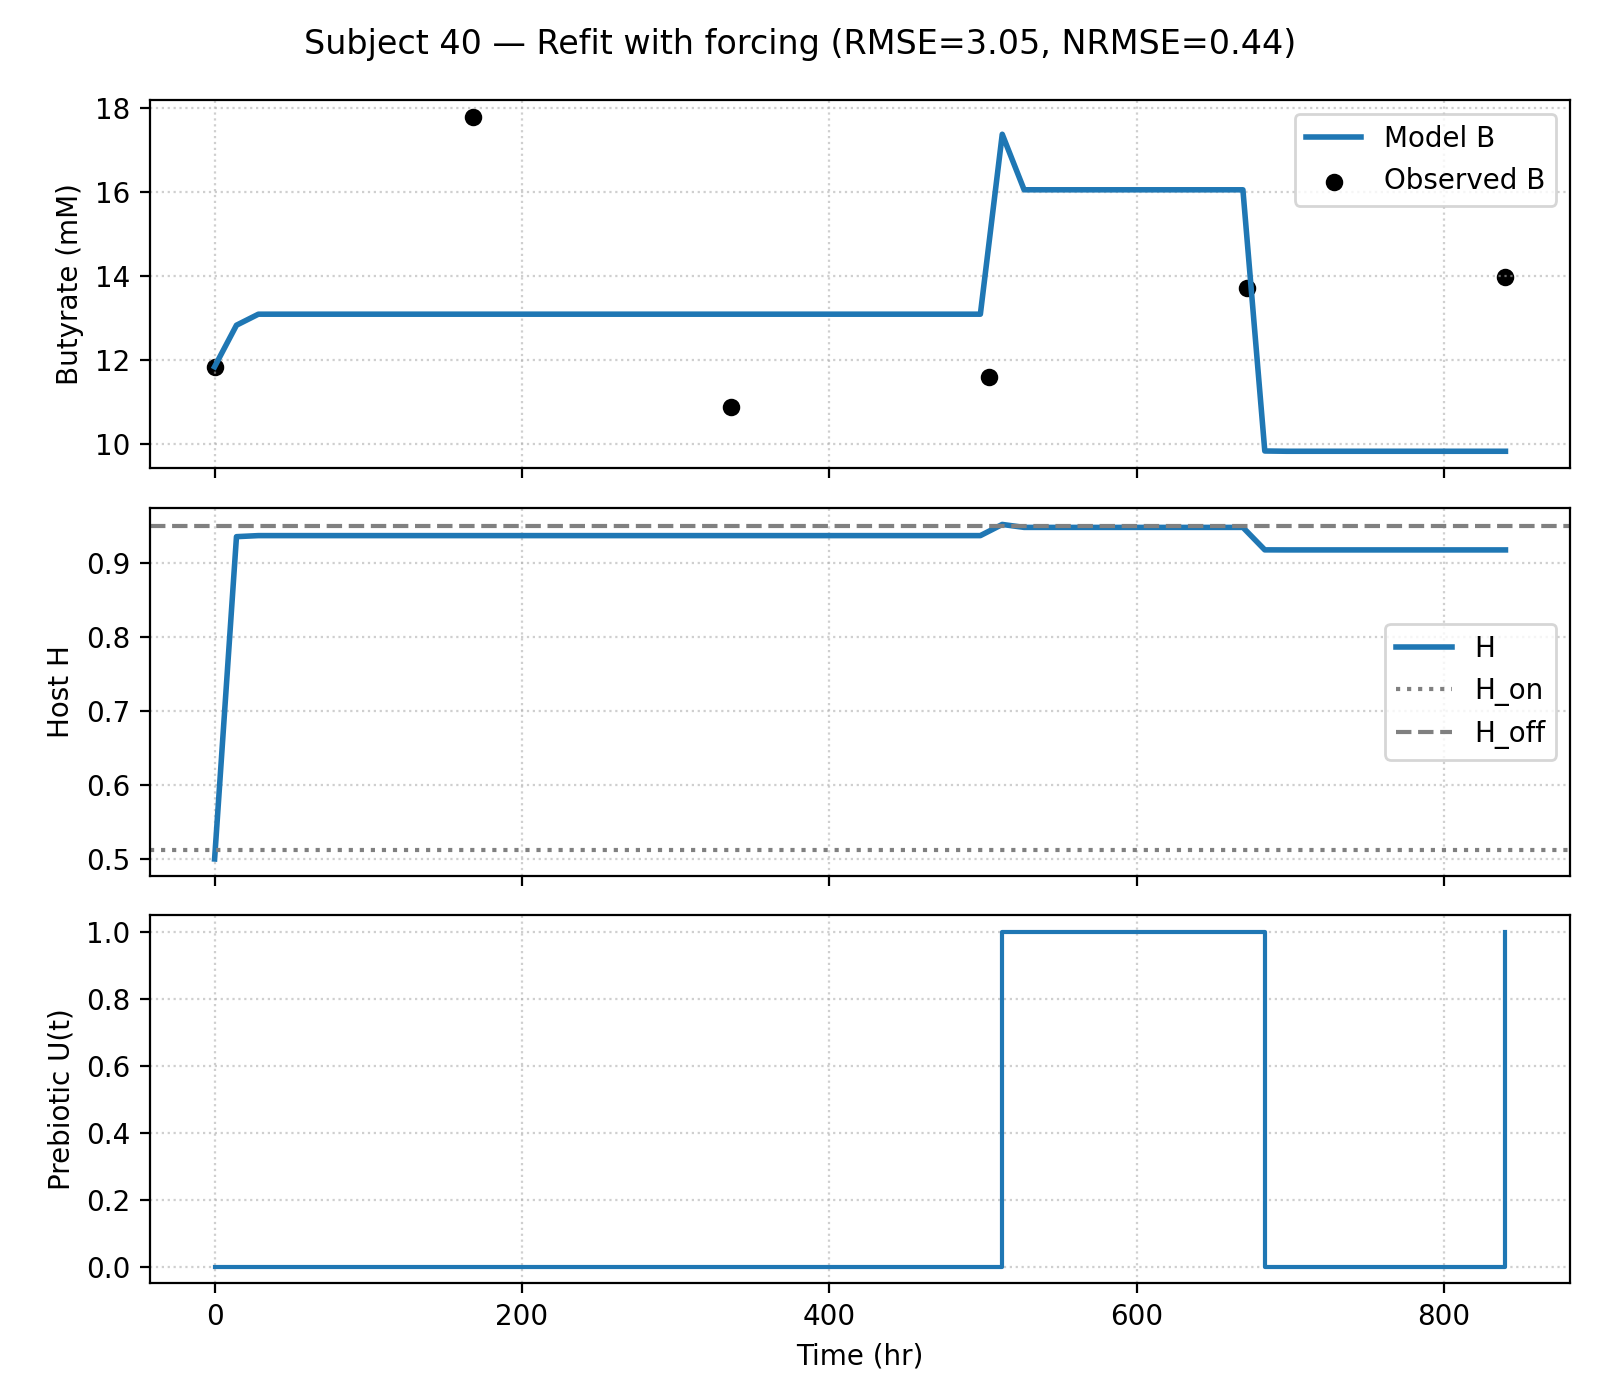 Subject 40 — Refit with forcing (RMSE=3.05, NRMSE=0.44)
18
16
14
12
10
Butyrate (mM)
Model B
Observed B
0.9
0.8
0.7
0.6
0.5
Host H
H
H_on
H_off
1.0
0.8
0.6
0.4
0.2
0.0
Prebiotic U(t)
0 200 400 600 800
Time (hr)